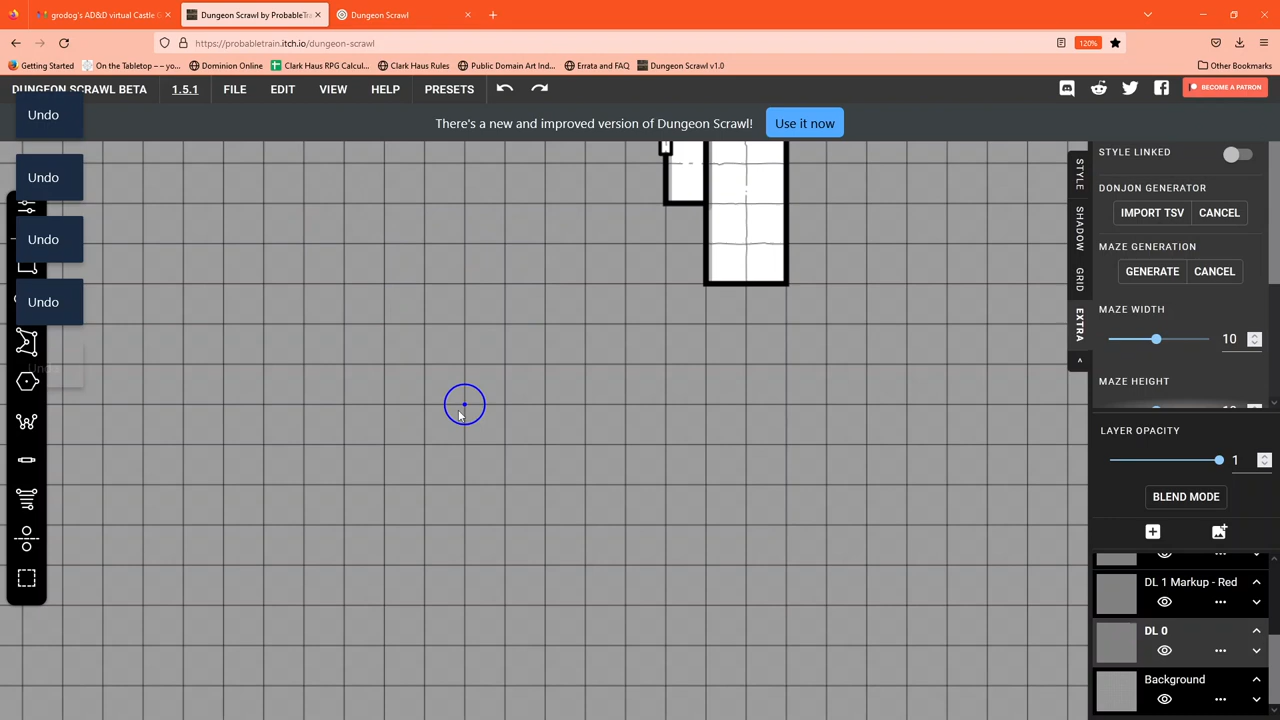 grodog's AD&D virtual Castle G
Dungeon Scrawl by ProbableTra
Dungeon Scrawl
https://probabletrain.itch.io/dungeon-scrawl
120%
Getting Started
On the Tabletop – – yo...
Dominion Online
Clark Haus RPG Calcul...
Clark Haus Rules
Public Domain Art Ind...
Errata and FAQ
Dungeon Scrawl v1.0
Other Bookmarks
DUNGEON SCRAWL BETA
1.5.1
FILE
EDIT
VIEW
HELP
PRESETS
BECOME A PATRON
There's a new and improved version of Dungeon Scrawl!
Use it now
Undo
Undo
Undo
Undo
STYLE
SHADOW
GRID
EXTRA
STYLE LINKED
DONJON GENERATOR
IMPORT TSV
CANCEL
MAZE GENERATION
GENERATE
CANCEL
MAZE WIDTH
10
MAZE HEIGHT
LAYER OPACITY
1
BLEND MODE
DL 1 Markup - Red
DL 0
Background